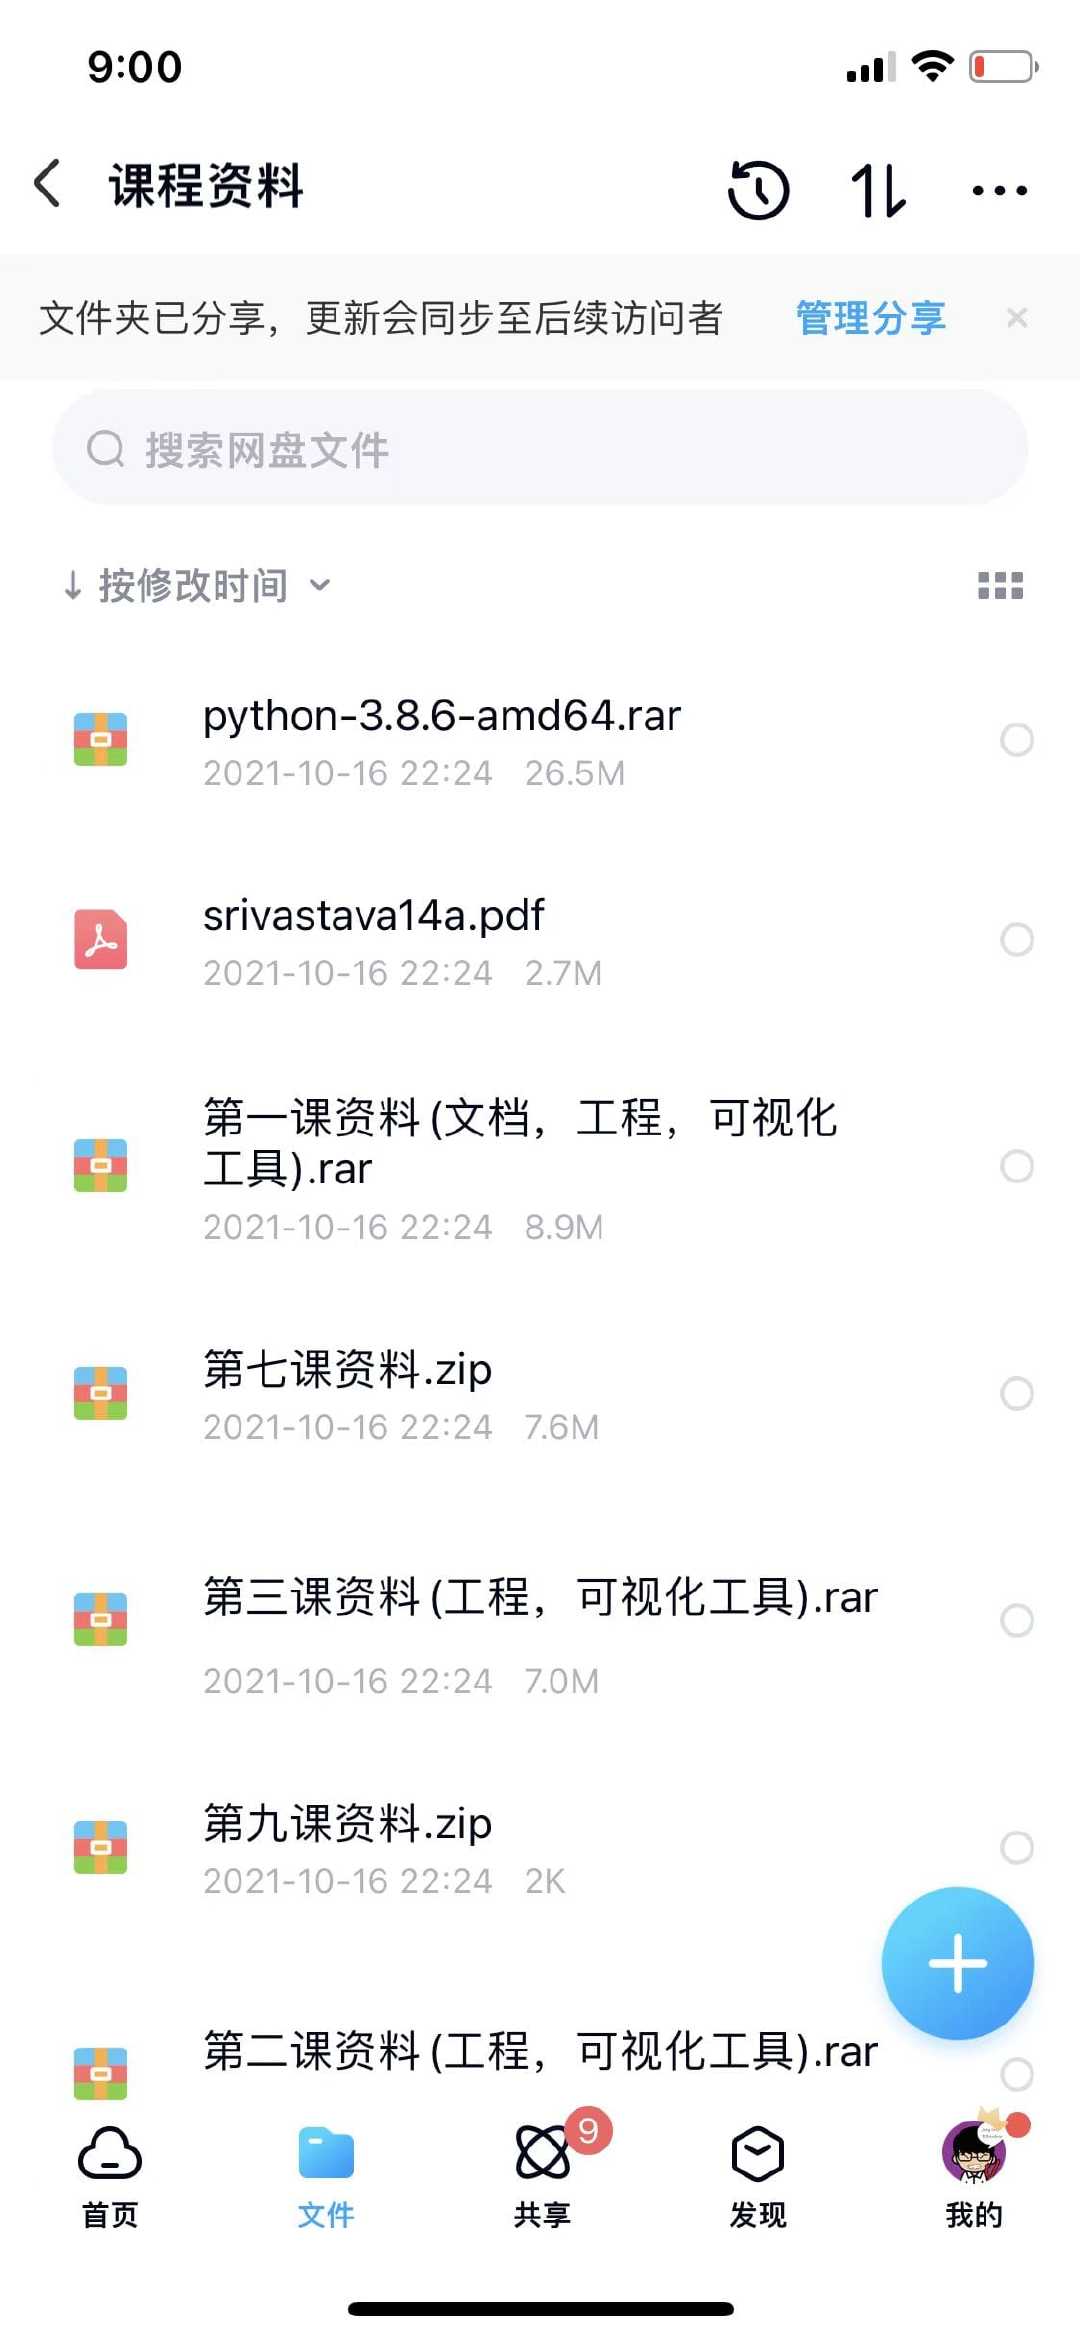 9:00
课程资料
文件夹已分享，更新会同步至后续访问者 管理分享 ×
搜索网盘文件
↓ 按修改时间
python-3.8.6-amd64.rar
2021-10-16 22:24 26.5M
srivastava14a.pdf
2021-10-16 22:24 2.7M
第一课资料(文档，工程，可视化
工具).rar
2021-10-16 22:24 8.9M
第七课资料.zip
2021-10-16 22:24 7.6M
第三课资料(工程，可视化工具).rar
2021-10-16 22:24 7.0M
第九课资料.zip
2021-10-16 22:24 2K
第二课资料(工程，可视化工具).rar
9
首页 文件 共享 发现 我的